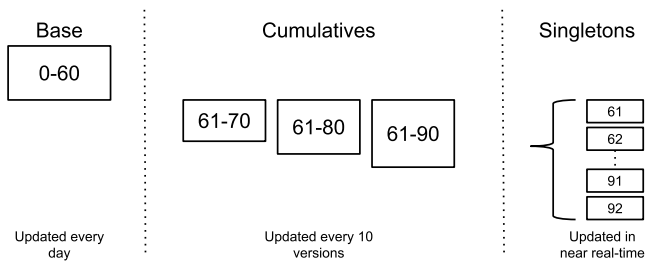 Base
Cumulatives
Singletons
0-60
61-70
61-80
61-90
61
62
91
92
Updated every
day
Updated every 10
versions
Updated in
near real-time